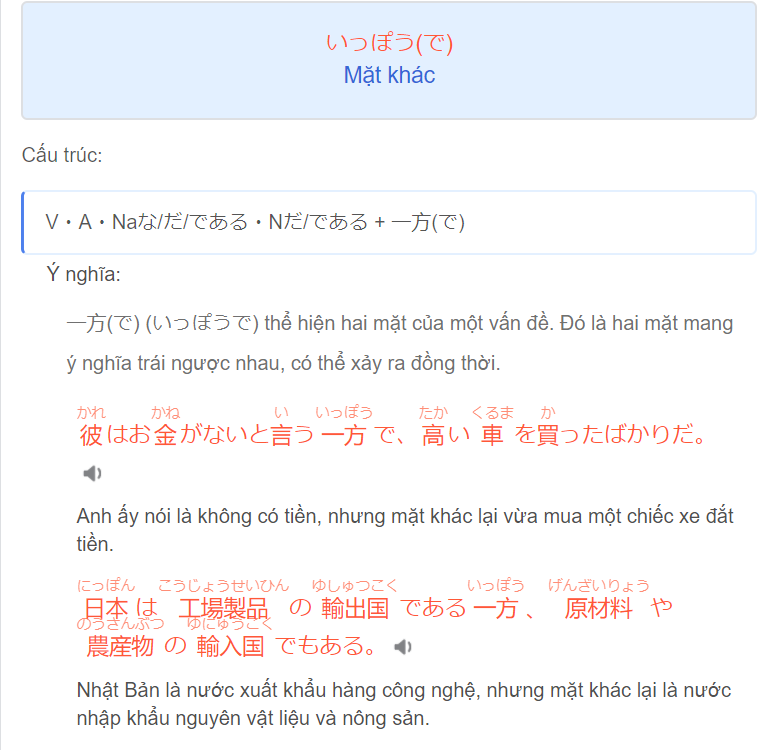 いっぽう(で)
Mặt khác
Cấu trúc:
V・A・Naな/だ/である・Nだ/である + 一方(で)
Ý nghĩa:
一方(で) (いっぽうで) thể hiện hai mặt của một vấn đề. Đó là hai mặt mang
ý nghĩa trái ngược nhau, có thể xảy ra đồng thời.
かれ かね い いっぽう たか くるま か
彼はお金がないと言う一方で、高い車を買ったばかりだ。
Anh ấy nói là không có tiền, nhưng mặt khác lại vừa mua một chiếc xe đắt
tiền.
にっぽん こうじょうせいひん ゆしゅつこく いっぽう げんざいりょう
日本は工場製品の輸出国である一方、原材料や
のうさんぶつ ゆにゅうこく
農産物の輸入国でもある。
Nhật Bản là nước xuất khẩu hàng công nghệ, nhưng mặt khác lại là nước
nhập khẩu nguyên vật liệu và nông sản.